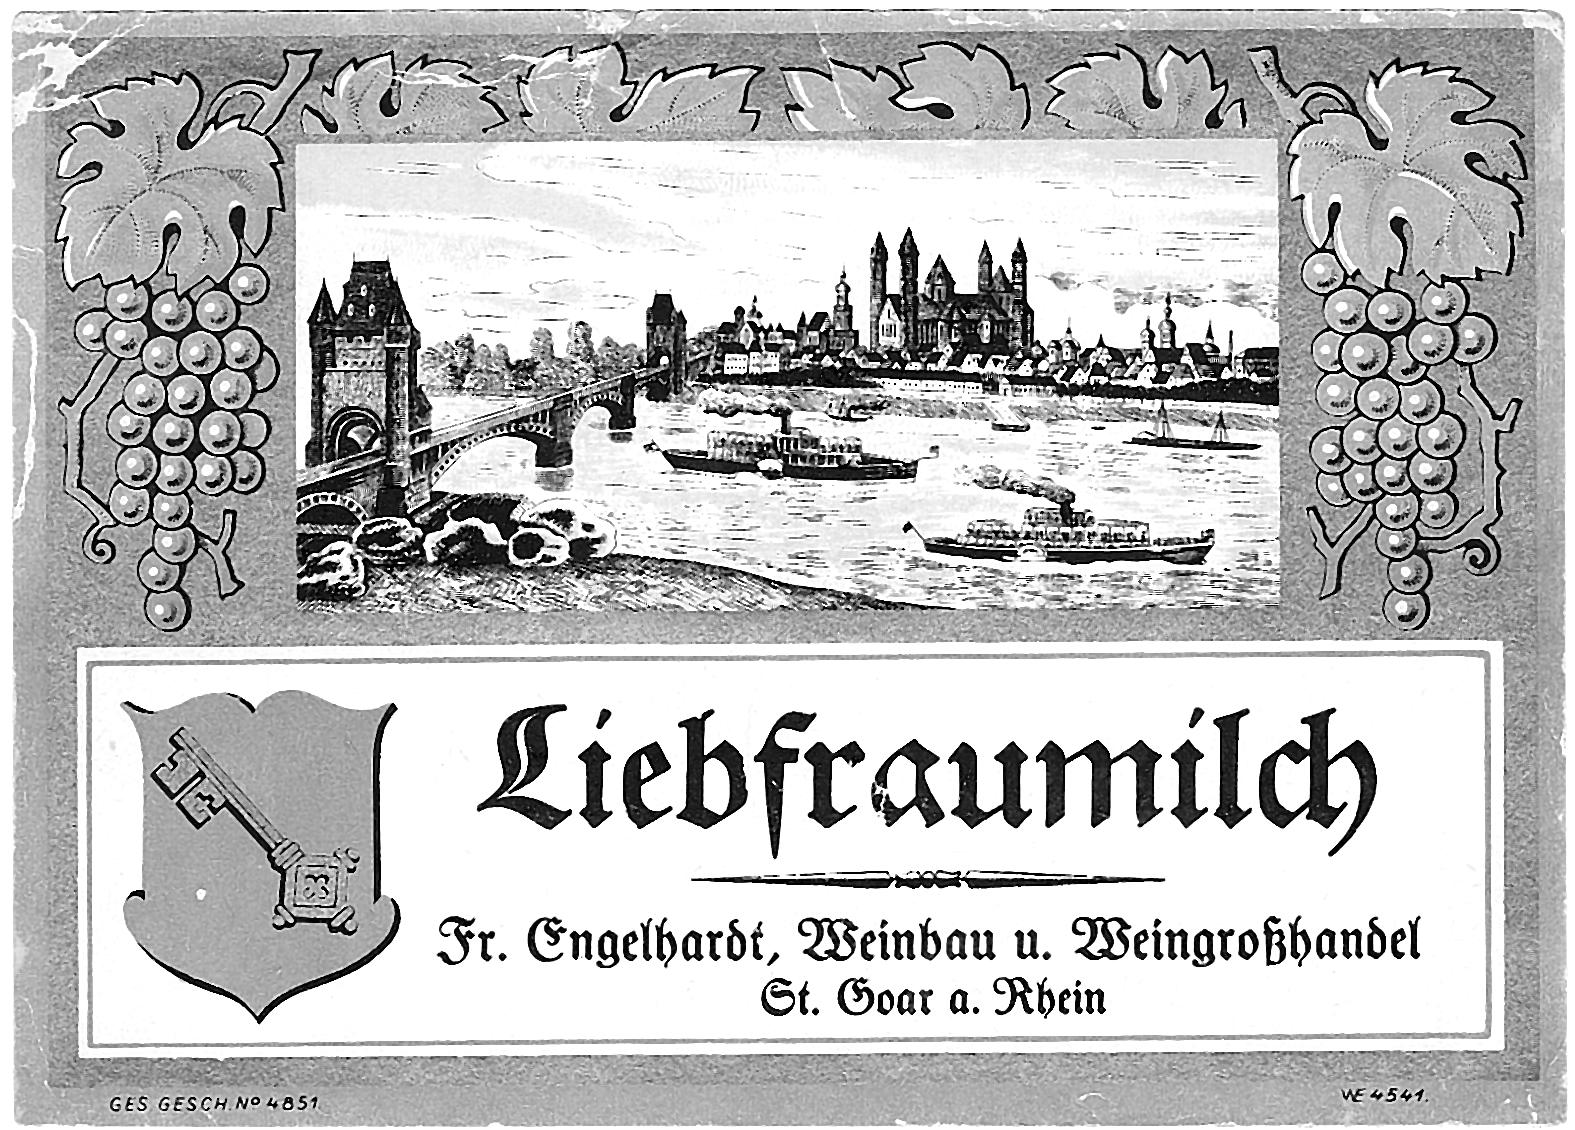 Liebfraumilch
Fr. Engelhardt, Weinbau u. Weingroßhandel
St. Goar a. Rhein
GES GESCH. Nº 4851
WE 4541.